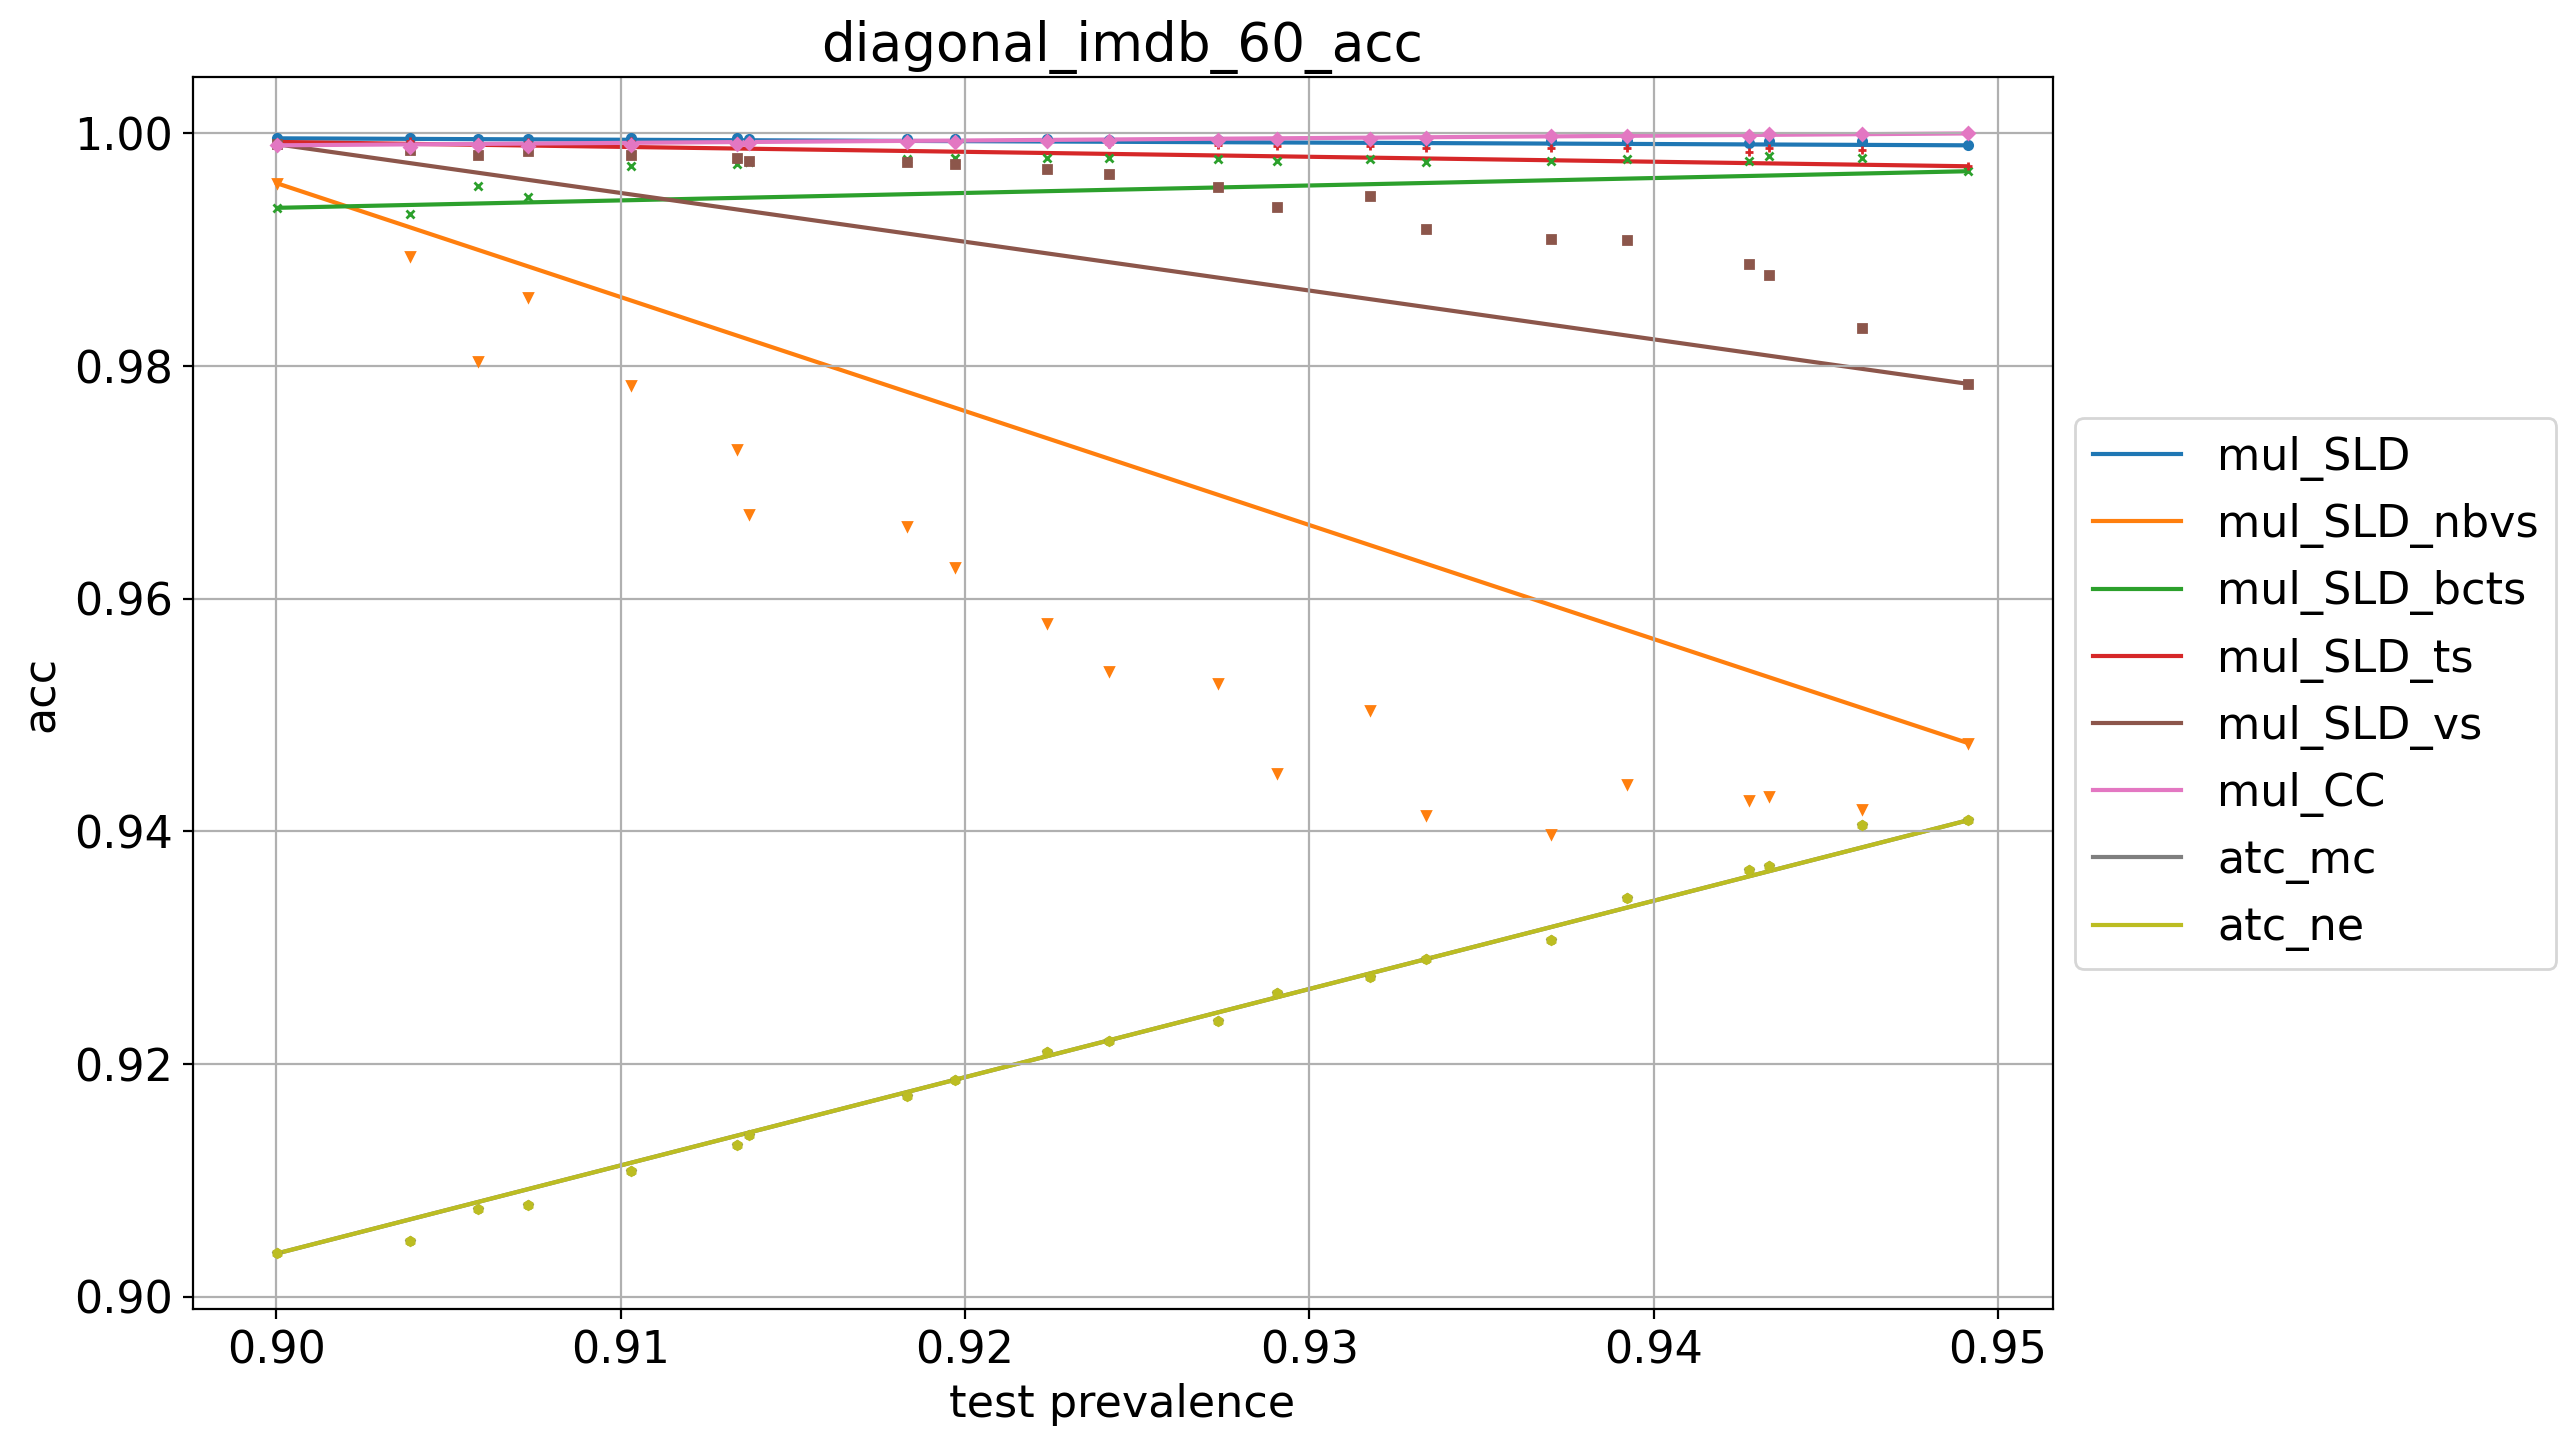 diagonal_imdb_60_acc
1.00
0.98
0.96
0.94
0.92
0.90
acc
0.90 0.91 0.92 0.93 0.94 0.95
test prevalence
mul_SLD
mul_SLD_nbvs
mul_SLD_bcts
mul_SLD_ts
mul_SLD_vs
mul_CC
atc_mc
atc_ne